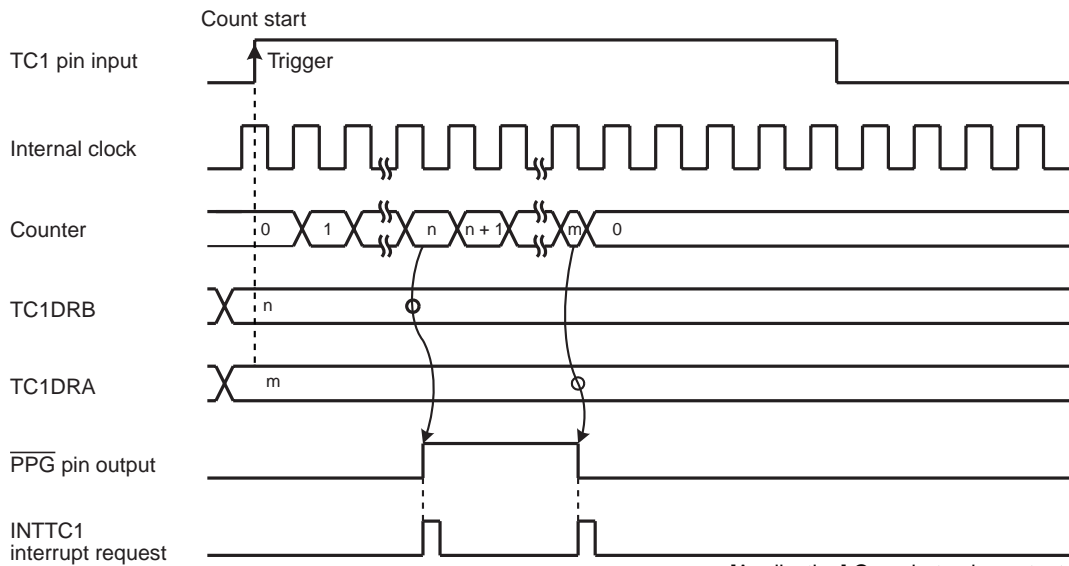 Count start
TC1 pin input
Trigger
Internal clock
Counter
0 1 n n + 1 m 0
TC1DRB
n
TC1DRA
m
PPG pin output
INTTC1
interrupt request